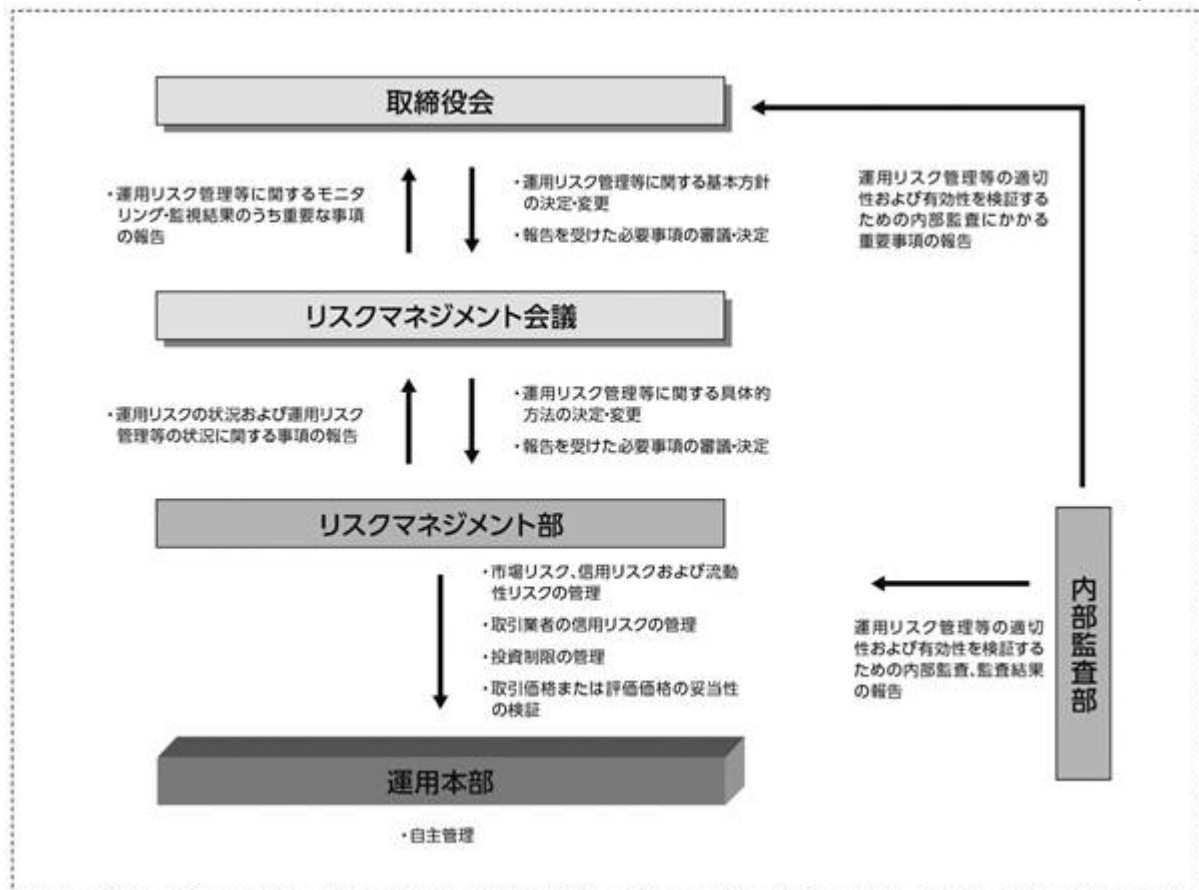 取締役会
・運用リスク管理等に関するモニタ
リング・監視結果のうち重要な事項
の報告
・運用リスク管理等に関する基本方針
の決定・変更
・報告を受けた必要事項の審議・決定
運用リスク管理等の適切
性および有効性を検証す
るための内部監査にかかる
重要事項の報告
リスクマネジメント会議
・運用リスクの状況および運用リスク
管理等の状況に関する事項の報告
・運用リスク管理等に関する具体的
方法の決定・変更
・報告を受けた必要事項の審議・決定
リスクマネジメント部
・市場リスク、信用リスクおよび流動
性リスクの管理
・取引業者の信用リスクの管理
・投資制限の管理
・取引価格または評価価格の妥当性
の検証
運用リスク管理等の適切
性および有効性を検証する
ための内部監査、監査結果
の報告
内部監査部
運用本部
・自主管理